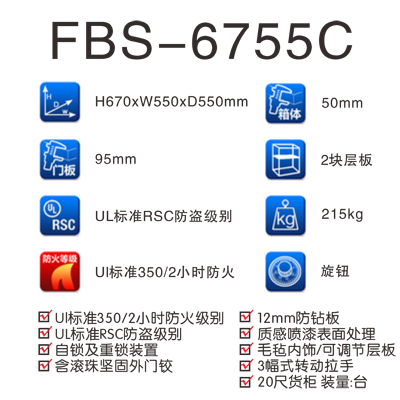 FBS-6755C
H670xW550xD550mm
箱体
50mm
门板
95mm
2块层板
UL
RSC
UL标准RSC防盗级别
kg
215kg
防火等级
UI标准350/2小时防火
旋钮
UI标准350/2小时防火级别
UL标准RSC防盗级别
自锁及重锁装置
含滚珠坚固外门铰
12mm防钻板
质感喷漆表面处理
毛毡内饰/可调节层板
3幅式转动拉手
20尺货柜 装量:台